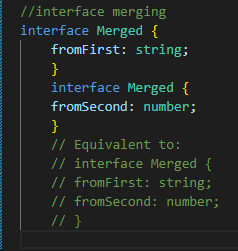 //interface merging
interface Merged {
fromFirst: string;
}
interface Merged {
fromSecond: number;
}
// Equivalent to:
// interface Merged {
// fromFirst: string;
// fromSecond: number;
// }